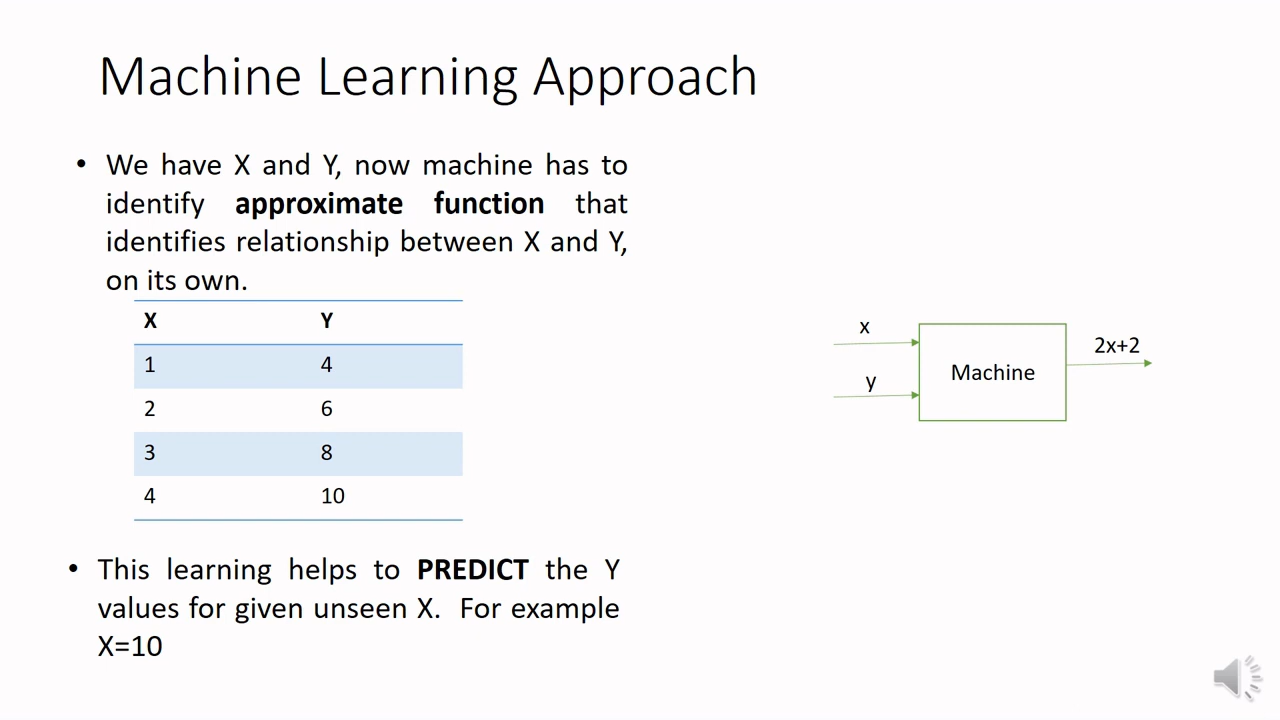 Machine Learning Approach
• We have X and Y, now machine has to
identify approximate function that
identifies relationship between X and Y,
on its own.
X Y
1 4
2 6
3 8
4 10
x
y
Machine
2x+2
• This learning helps to PREDICT the Y
values for given unseen X. For example
X=10